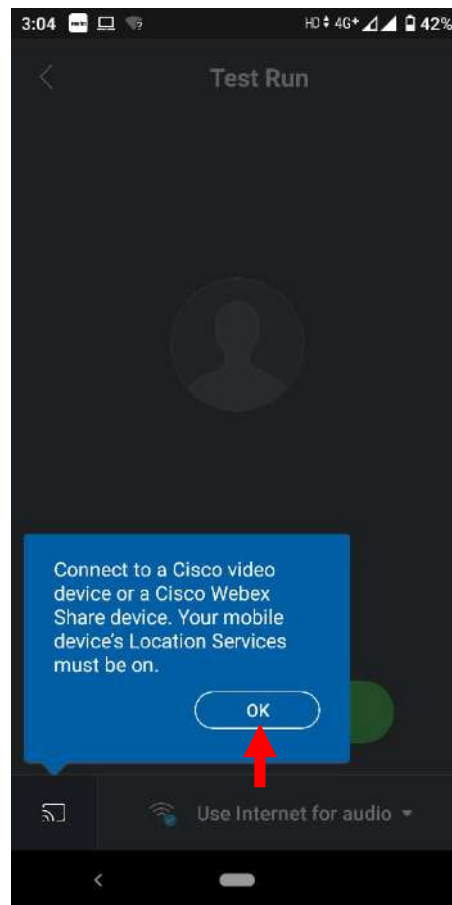 3:04 HD 4G+ 42%
Test Run
Connect to a Cisco video
device or a Cisco Webex
Share device. Your mobile
device's Location Services
must be on.
OK
Use Internet for audio